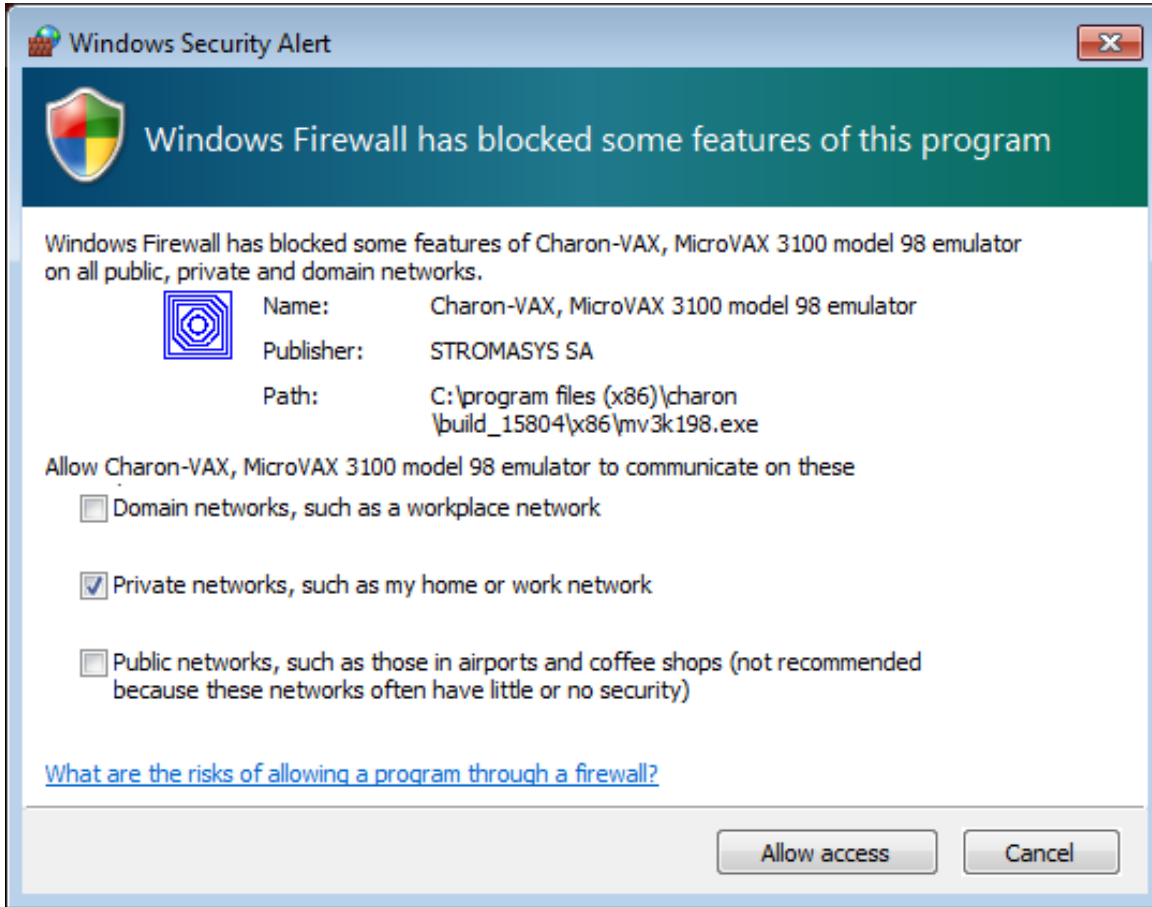 Windows Security Alert
Windows Firewall has blocked some features of this program
Windows Firewall has blocked some features of Charon-VAX, MicroVAX 3100 model 98 emulator
on all public, private and domain networks.
Name: Charon-VAX, MicroVAX 3100 model 98 emulator
Publisher: STROMASYS SA
Path: C:\program files (x86)\charon
\build_15804\x86\mv3k198.exe
Allow Charon-VAX, MicroVAX 3100 model 98 emulator to communicate on these
Domain networks, such as a workplace network
Private networks, such as my home or work network
Public networks, such as those in airports and coffee shops (not recommended
because these networks often have little or no security)
What are the risks of allowing a program through a firewall?
Allow access Cancel